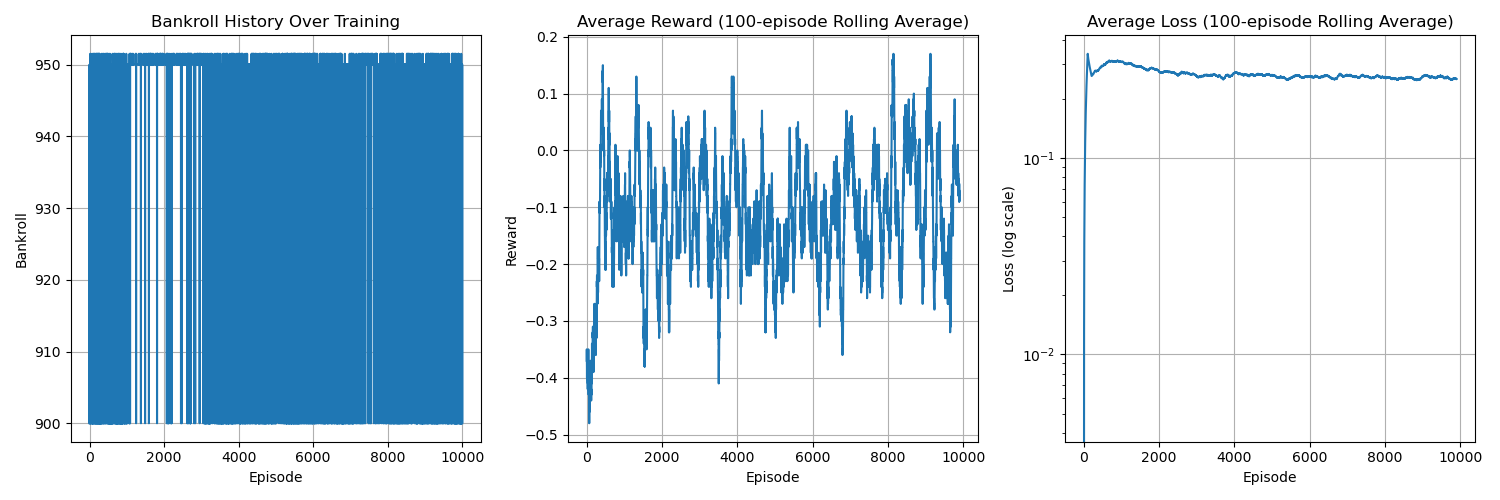 Bankroll History Over Training
Bankroll
950
940
930
920
910
900
0 2000 4000 6000 8000 10000
Episode
Average Reward (100-episode Rolling Average)
Reward
0.2
0.1
0.0
−0.1
−0.2
−0.3
−0.4
−0.5
0 2000 4000 6000 8000 10000
Episode
Average Loss (100-episode Rolling Average)
Loss (log scale)
10⁻¹
10⁻²
0 2000 4000 6000 8000 10000
Episode